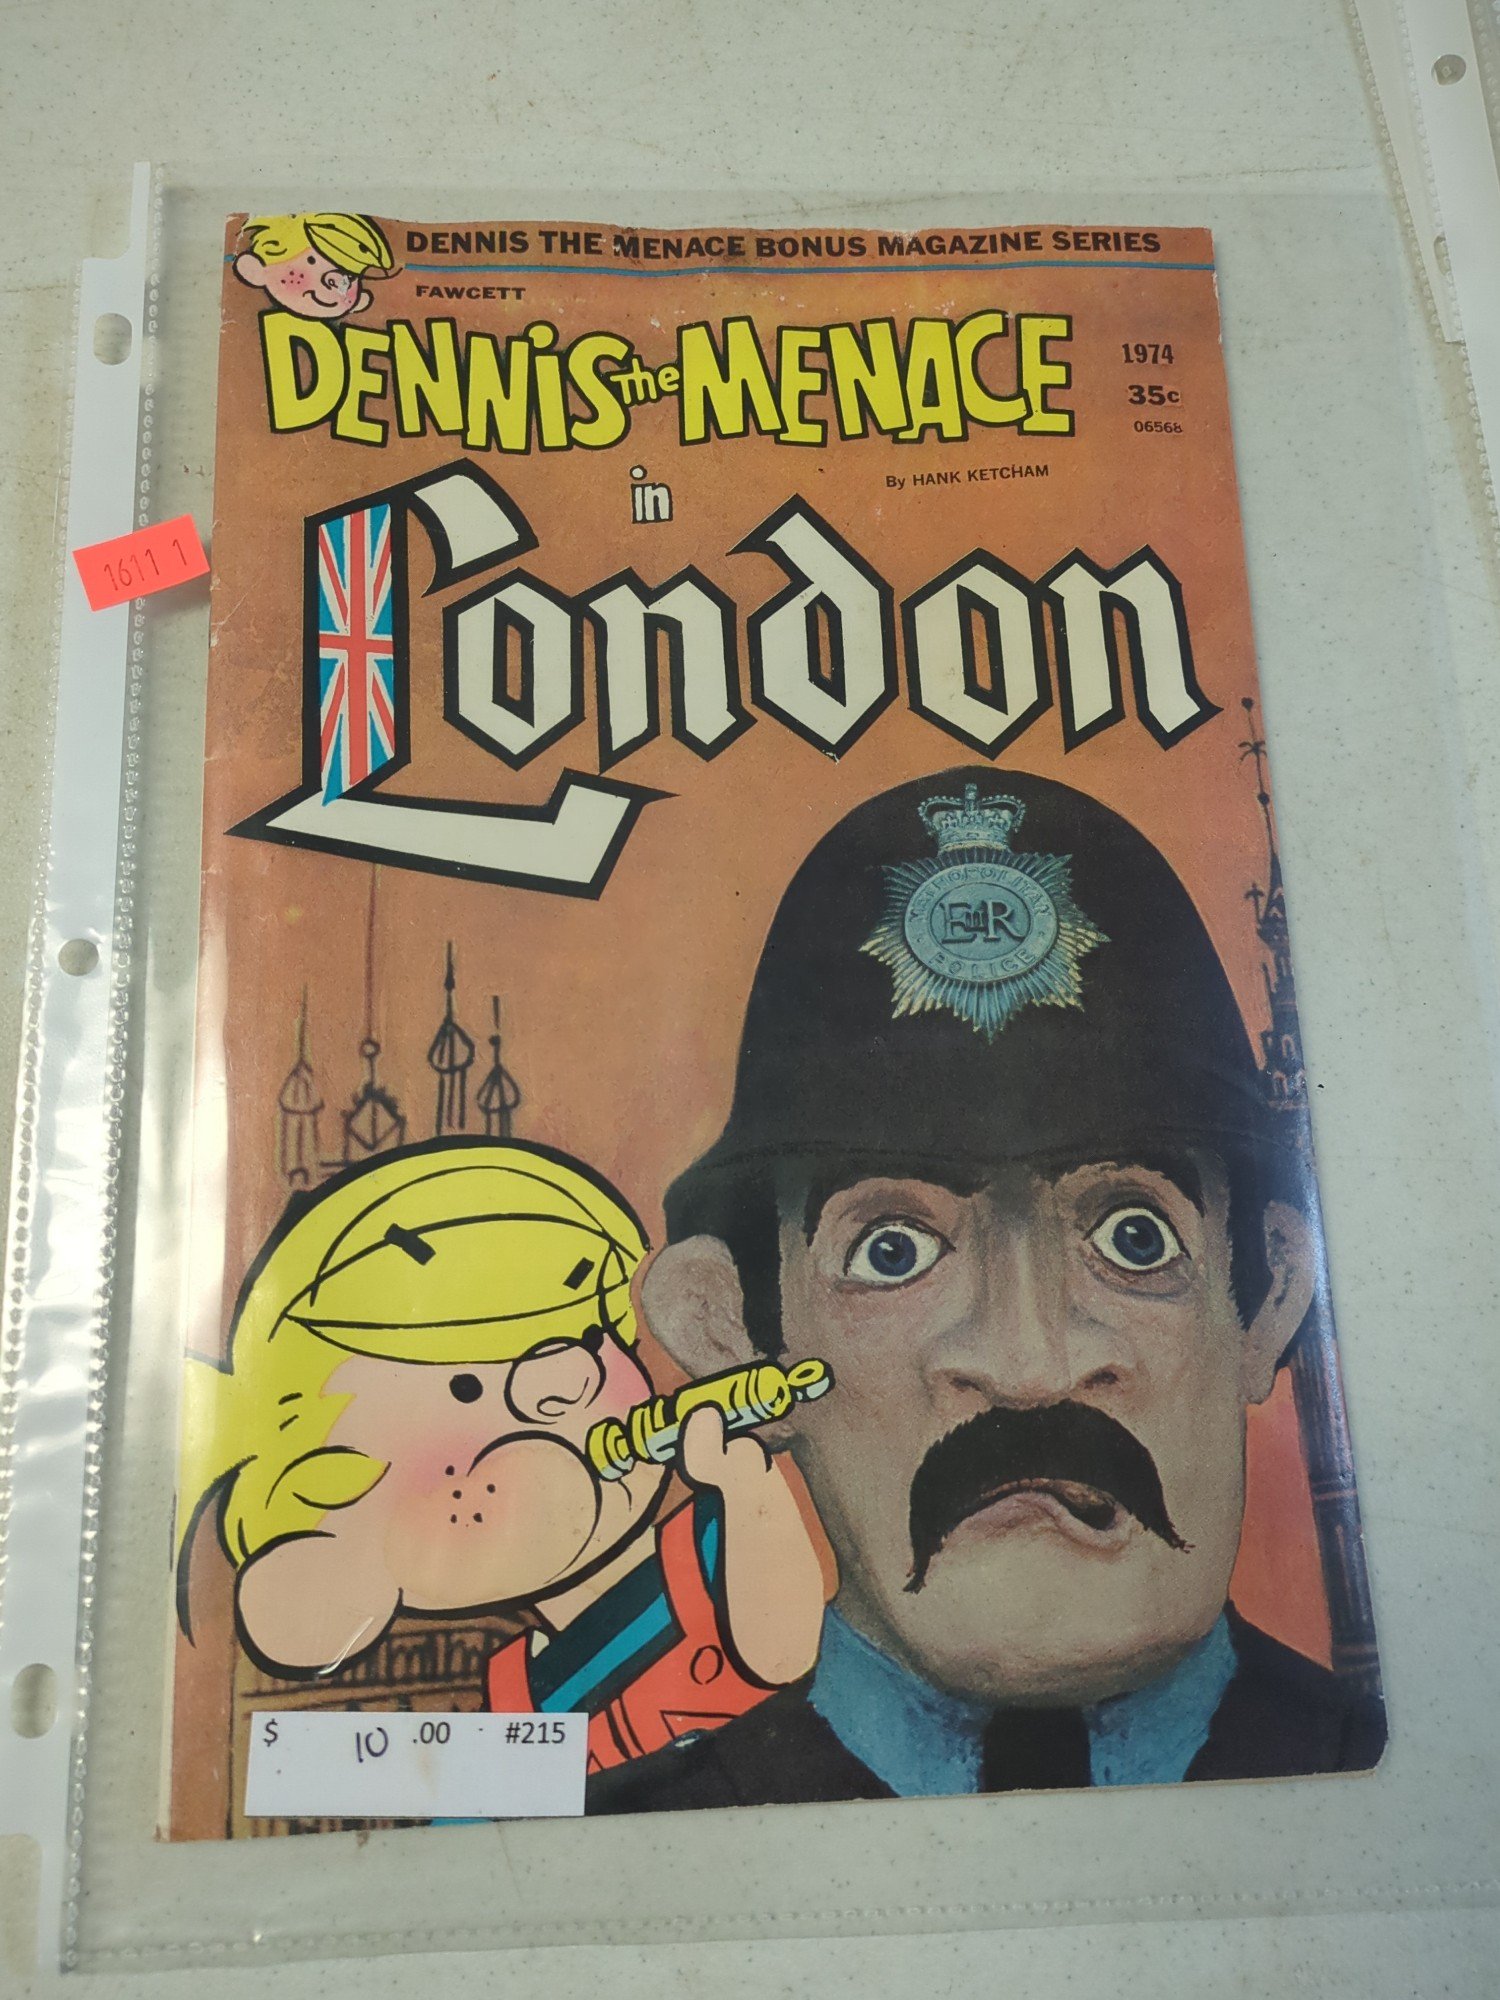 DENNIS THE MENACE BONUS MAGAZINE SERIES
FAWCETT
DENNIS the MENACE
1974
35c
06568
in
By HANK KETCHAM
London
1611 1
METROPOLITAN
EIIR
POLICE
$ 10 .00 #215